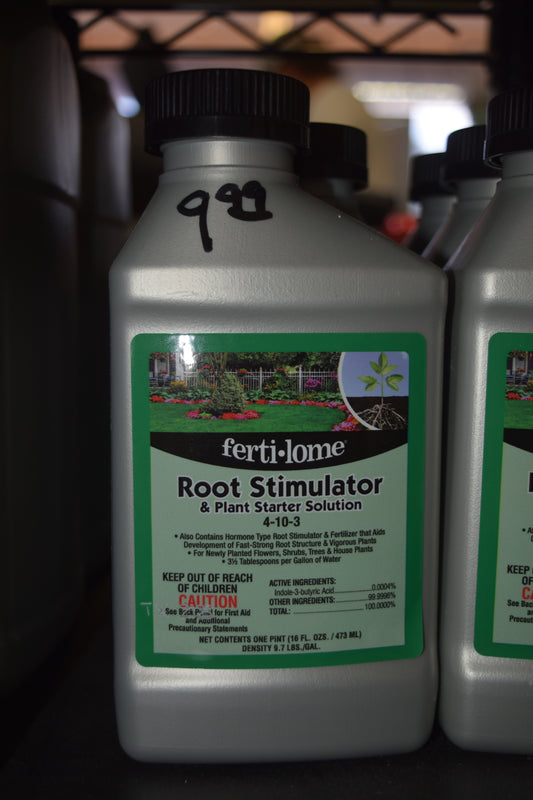 9 99
ferti•lome®
Root Stimulator
& Plant Starter Solution
4-10-3
• Also Contains Hormone Type Root Stimulator & Fertilizer that Aids
Development of Fast-Strong Root Structure & Vigorous Plants
• For Newly Planted Flowers, Shrubs, Trees & House Plants
• 3½ Tablespoons per Gallon of Water
KEEP OUT OF REACH
OF CHILDREN
CAUTION
See Back Panel for First Aid
and Additional
Precautionary Statements
ACTIVE INGREDIENTS:
Indole-3-butyric Acid..........0.0004%
OTHER INGREDIENTS:..........99.9996%
TOTAL:..........100.0000%
NET CONTENTS ONE PINT (16 FL. OZS. / 473 ML)
DENSITY 9.7 LBS./GAL.